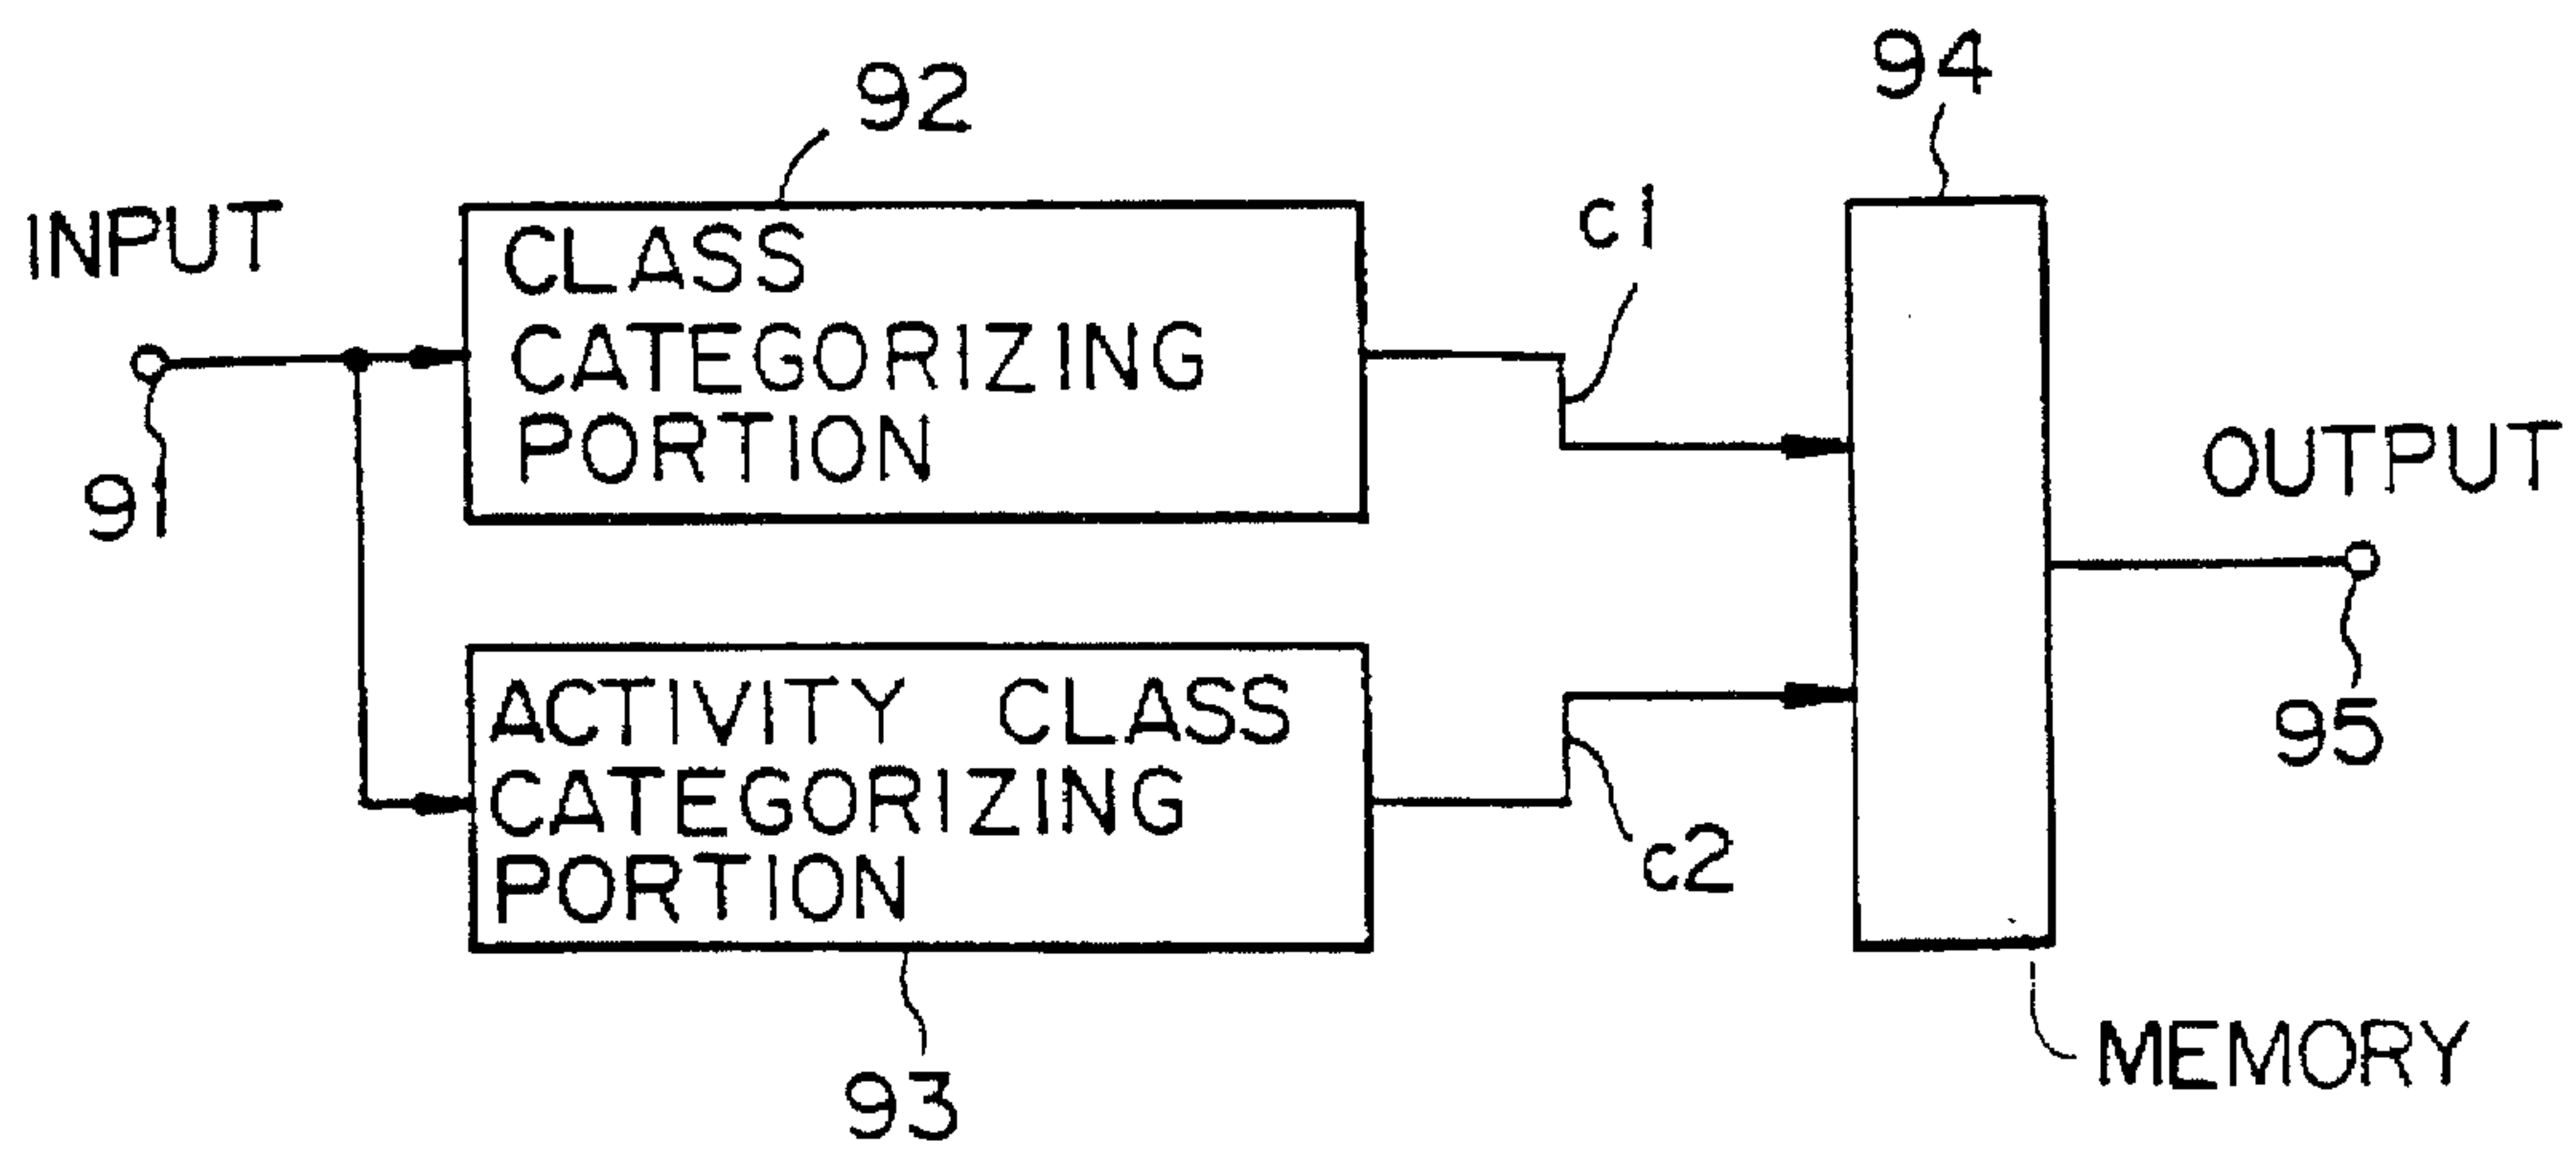 92
94
INPUT
c1
CLASS
CATEGORIZING
PORTION
91
OUTPUT
ACTIVITY CLASS
CATEGORIZING
PORTION
95
c2
93
MEMORY